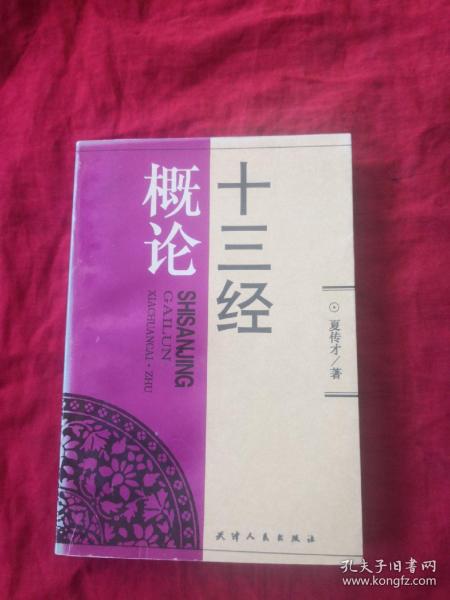 十三经
概论
SHISANJING
GAILUN
XIACHUANCAI·ZHU
⊙夏传才/著
天津人民出版社
孔夫子旧书网
www.kongfz.com